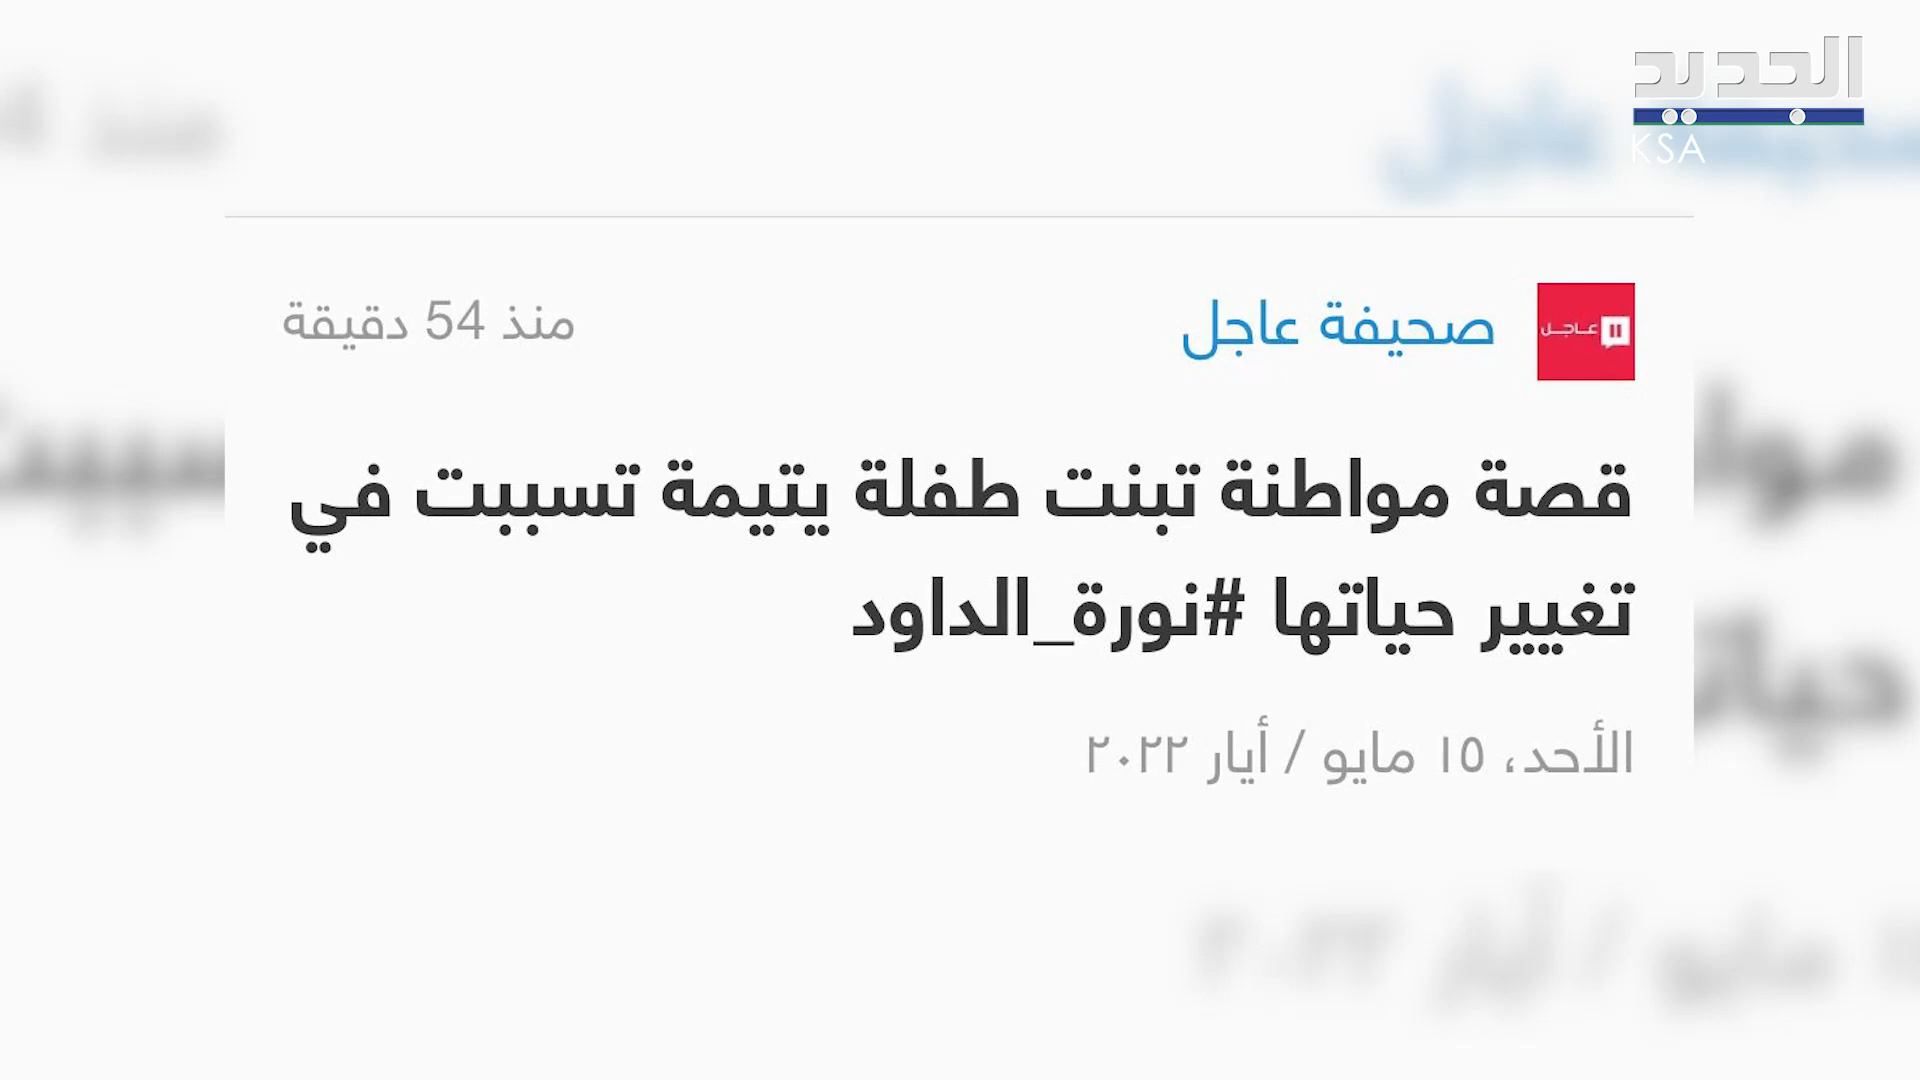 الجديد
KSA
صحيفة عاجل
عاجل
منذ 54 دقيقة
قصة مواطنة تبنت طفلة يتيمة تسببت في
تغيير حياتها #نورة_الداود
الأحد، ١٥ مايو / أيار ٢٠٢٢